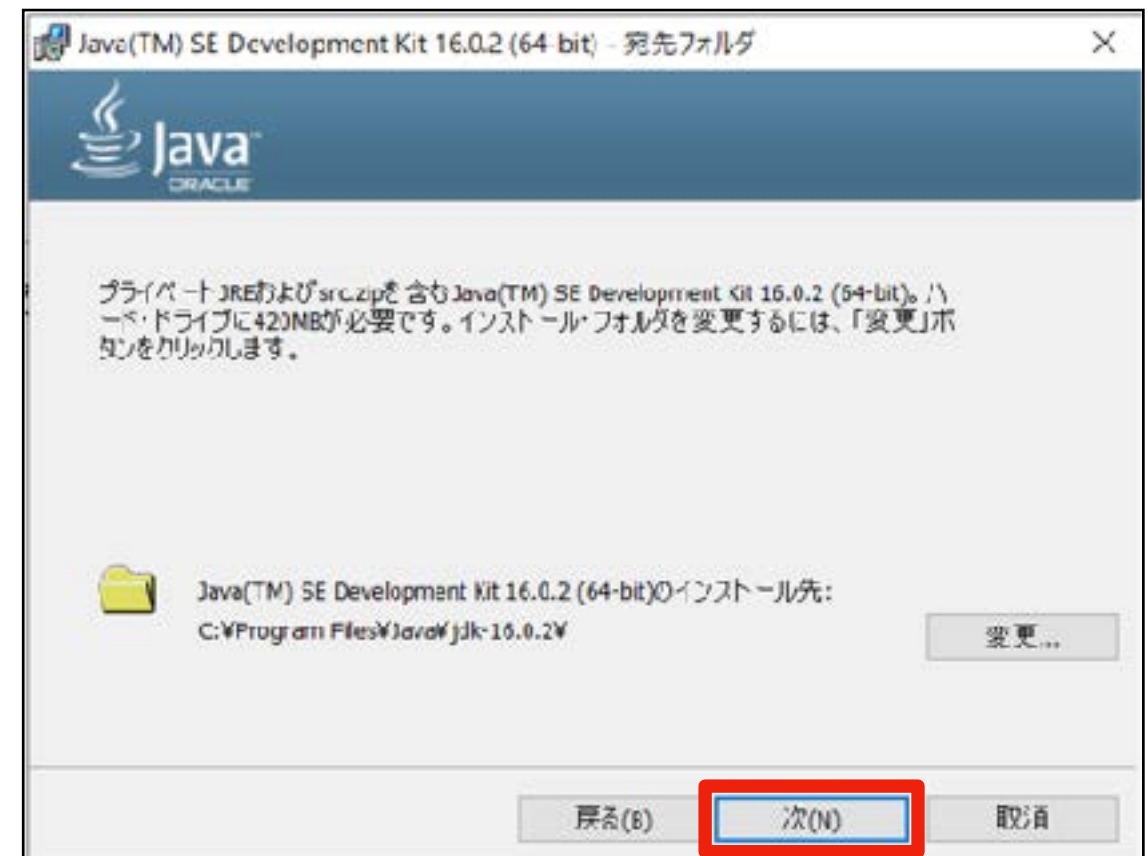 Java(TM) SE Development Kit 16.0.2 (64-bit) - 宛先フォルダ
Java
ORACLE
プライベート JREおよびsrc.zipを含むJava(TM) SE Development Kit 16.0.2 (64-bit)。ハ
ード・ドライブに420MBが必要です。インストール・フォルダを変更するには、「変更」ボ
タンをクリックします。
Java(TM) SE Development Kit 16.0.2 (64-bit)のインストール先:
C:¥Program Files¥Java¥jdk-16.0.2¥
変更...
戻る(B)
次(N)
取消